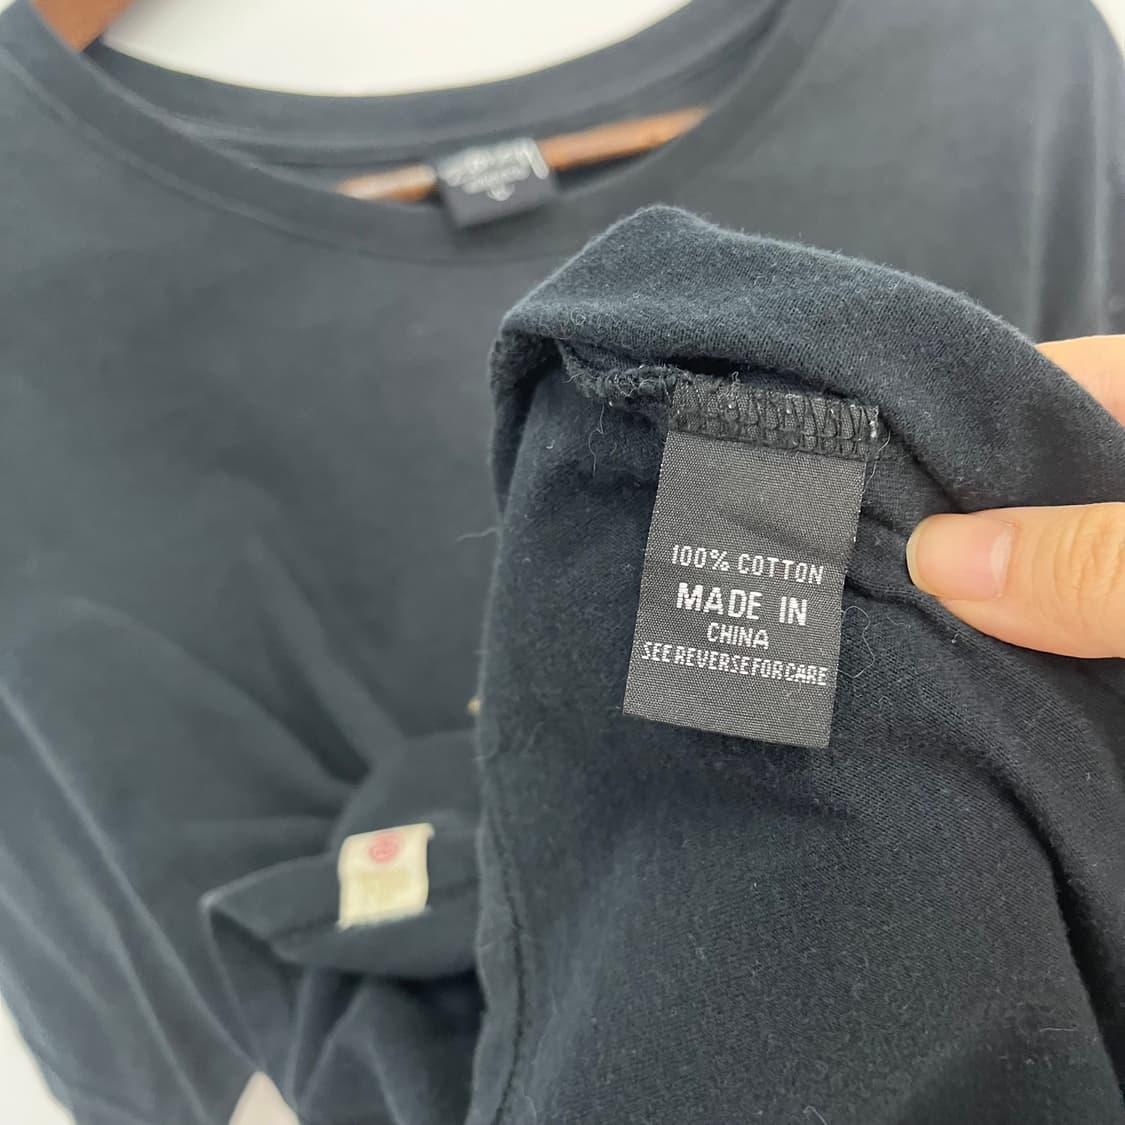 100% COTTON
MADE IN
CHINA
SEE REVERSE FOR CARE